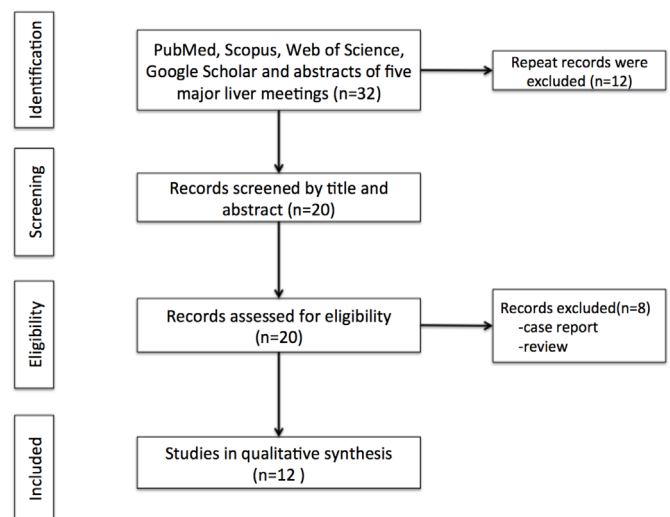 Identification
PubMed, Scopus, Web of Science,
Google Scholar and abstracts of five
major liver meetings (n=32)
Repeat records were
excluded (n=12)
Screening
Records screened by title and
abstract (n=20)
Eligibility
Records assessed for eligibility
(n=20)
Records excluded(n=8)
-case report
-review
Included
Studies in qualitative synthesis
(n=12 )